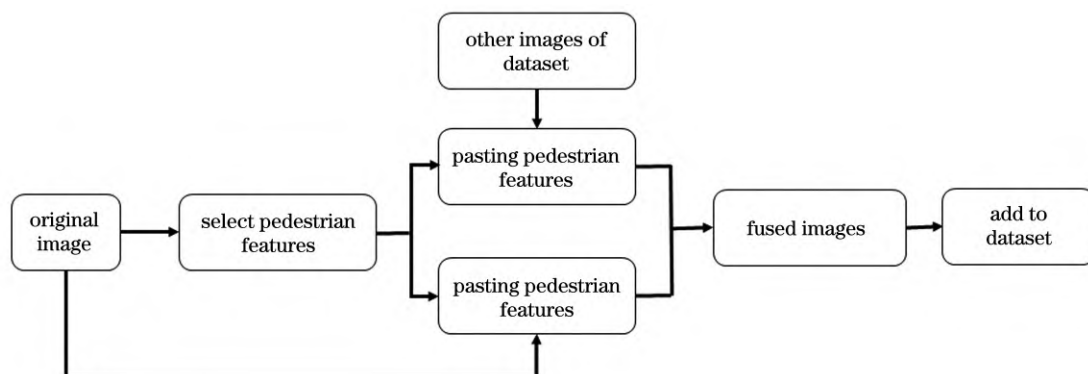 other images of
dataset
pasting pedestrian
features
original
image
select pedestrian
features
fused images
add to
dataset
pasting pedestrian
features